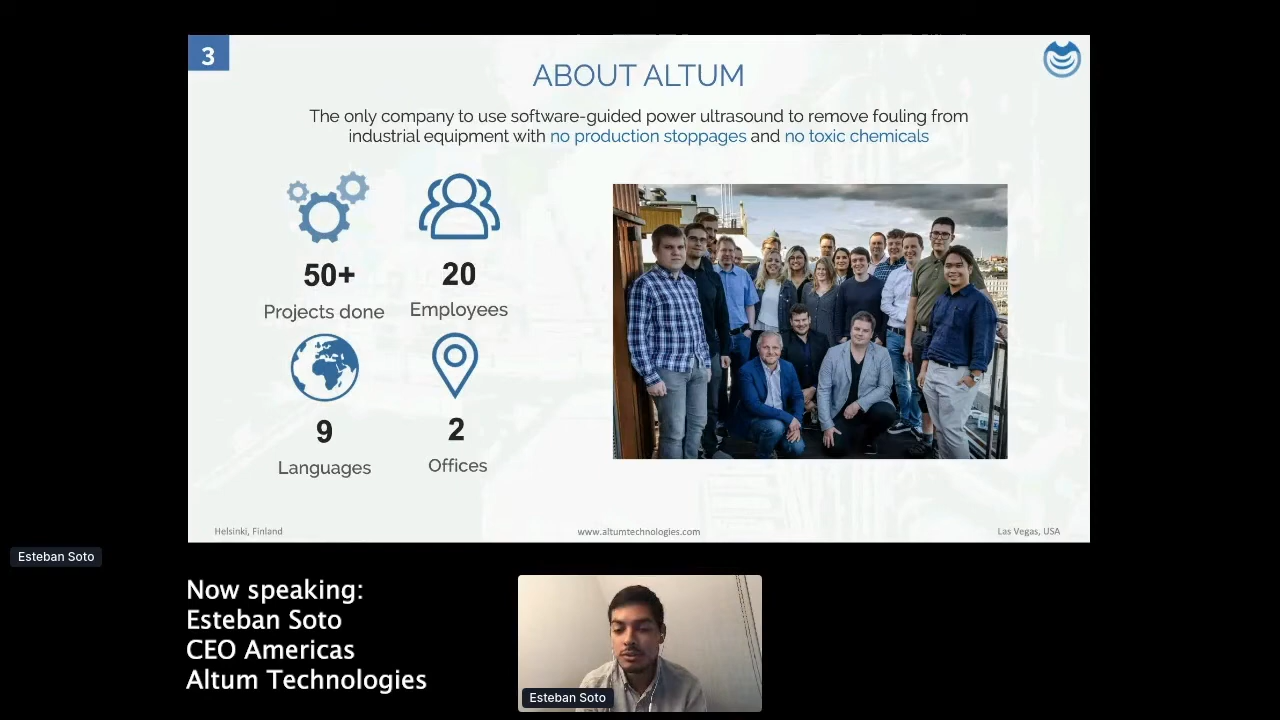 3
ABOUT ALTUM
The only company to use software-guided power ultrasound to remove fouling from
industrial equipment with no production stoppages and no toxic chemicals
50+
Projects done
20
Employees
9
Languages
2
Offices
Helsinki, Finland
www.altumtechnologies.com
Las Vegas, USA
Esteban Soto
Now speaking:
Esteban Soto
CEO Americas
Altum Technologies
Esteban Soto